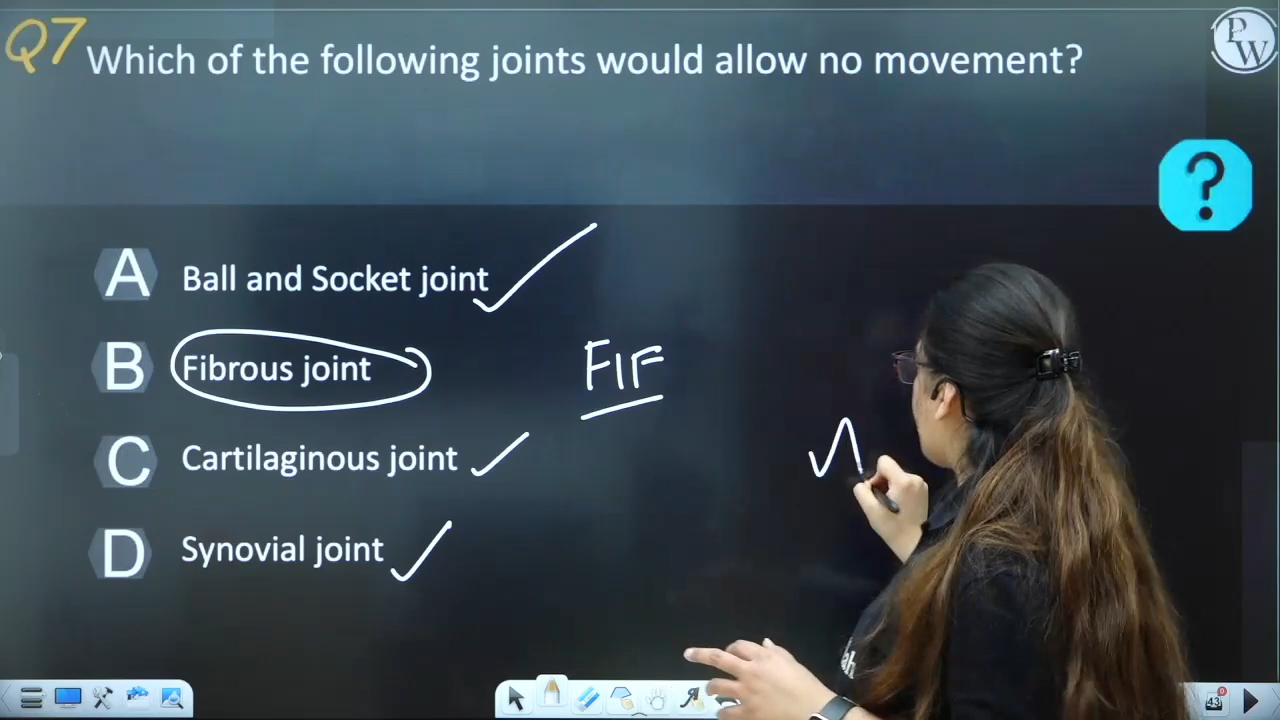 Q7 Which of the following joints would allow no movement?
PW
?
A Ball and Socket joint
B Fibrous joint
FIF
C Cartilaginous joint
D Synovial joint
43